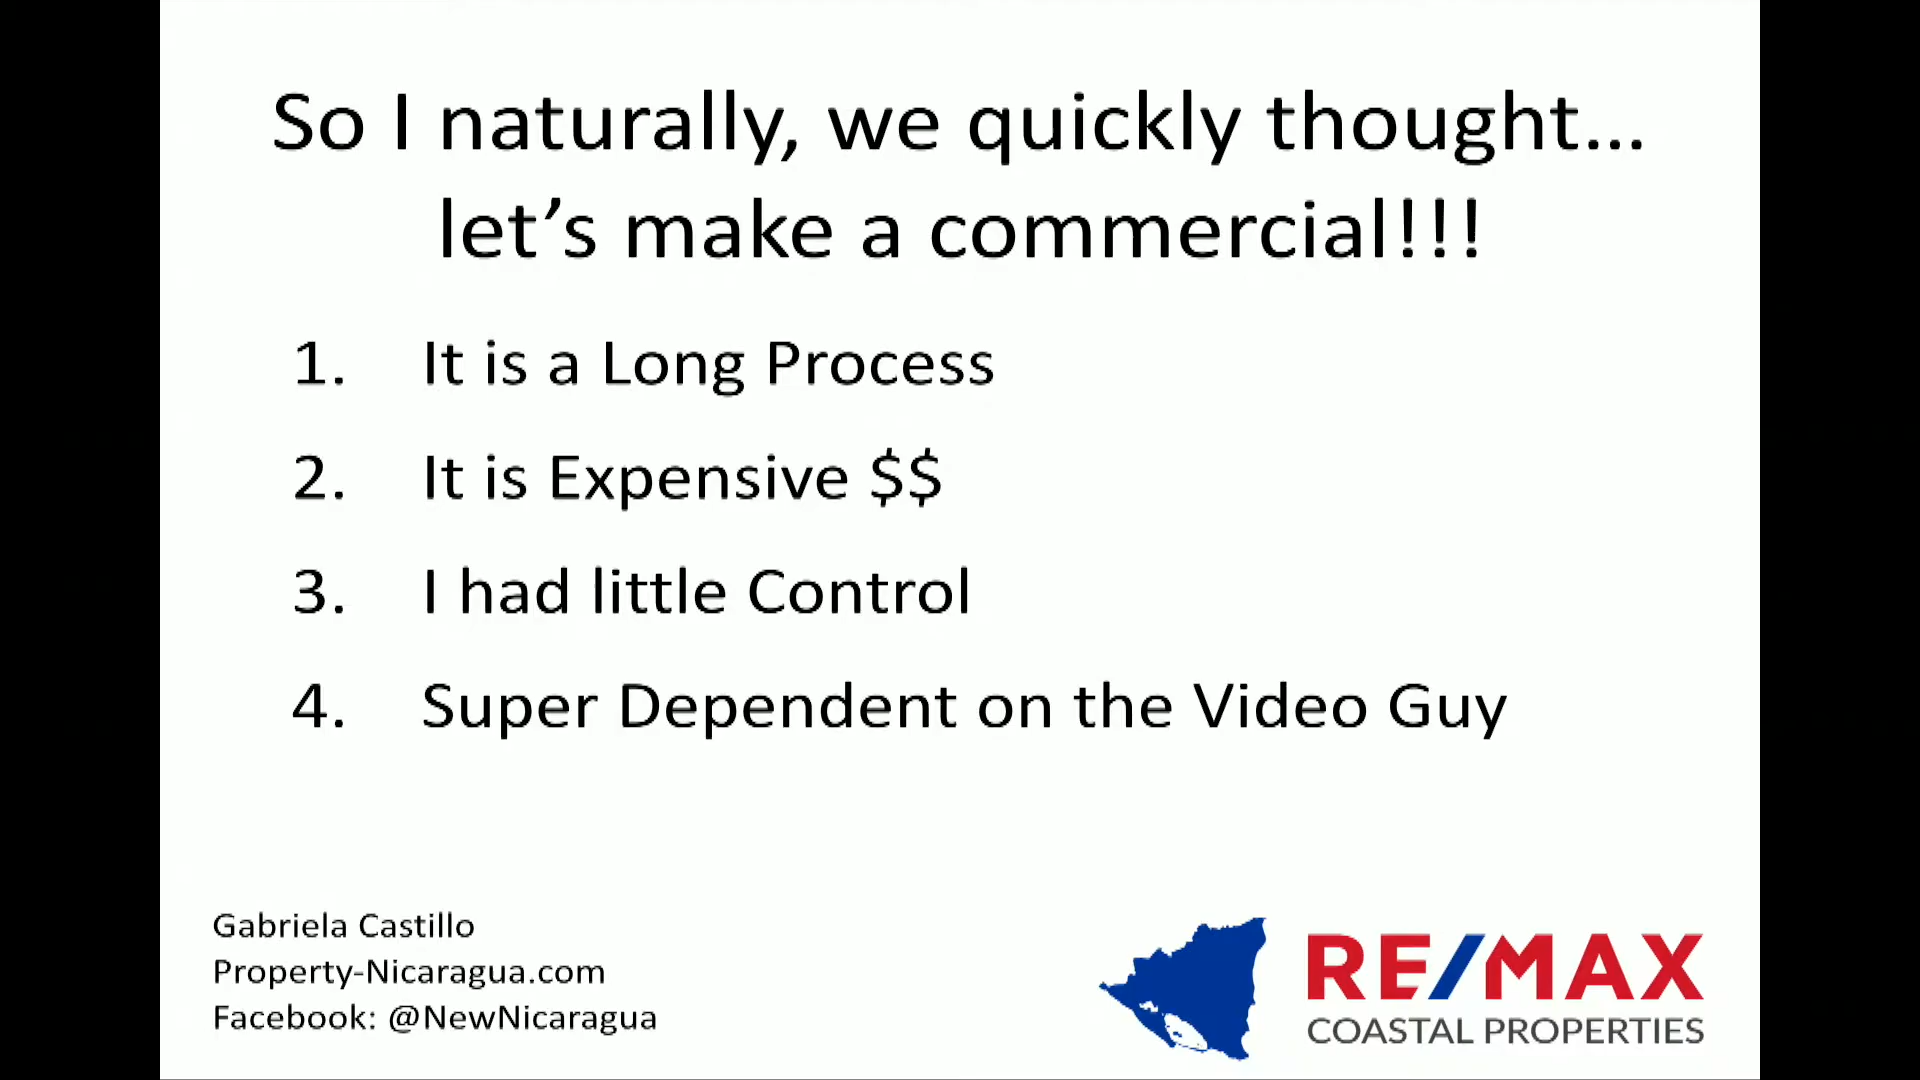 So I naturally, we quickly thought...
let's make a commercial!!!
1. It is a Long Process
2. It is Expensive $$
3. I had little Control
4. Super Dependent on the Video Guy
Gabriela Castillo
Property-Nicaragua.com
Facebook: @NewNicaragua
RE/MAX
COASTAL PROPERTIES